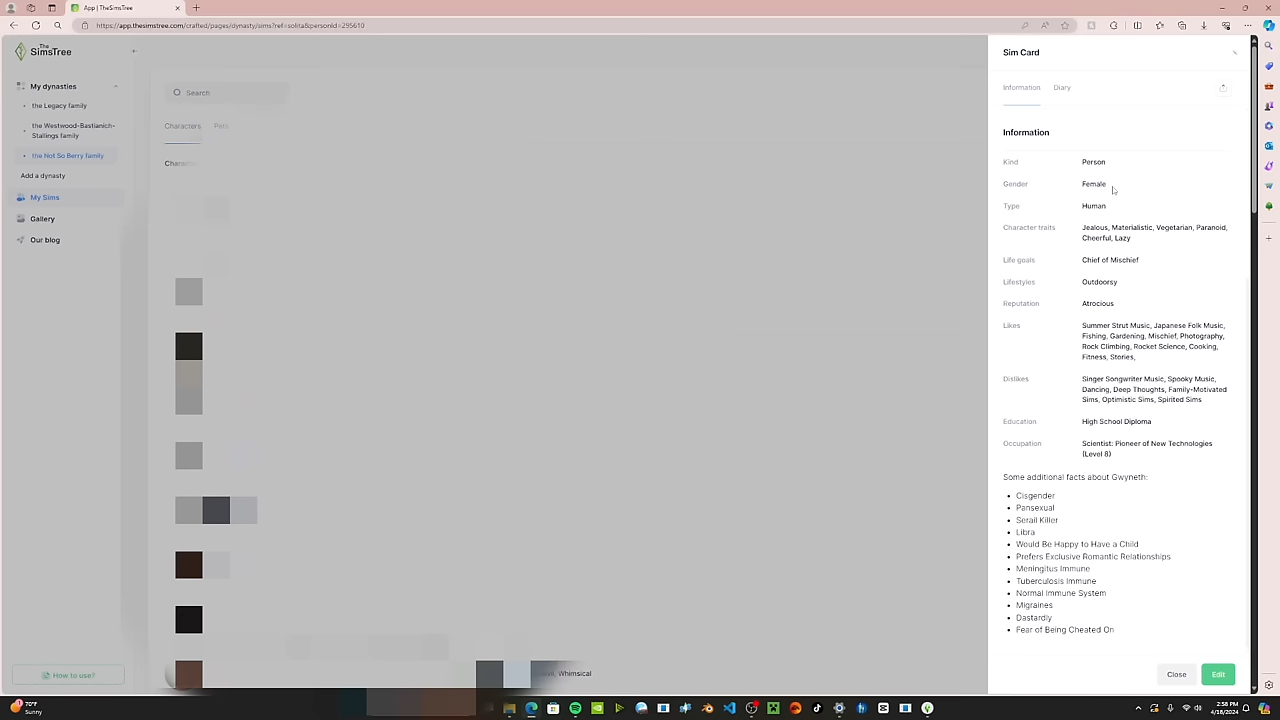 App | TheSimsTree
https://app.thesimstree.com/crafted/pages/dynasty/sims?ref=solita&personId=295610
The
SimsTree
My dynasties
the Legacy family
the Westwood-Bastianich-
Stallings family
the Not So Berry family
Add a dynasty
My Sims
Gallery
Our blog
How to use?
Search
Characters
Pets
Whimsical
Sim Card
Information
Diary
Information
Kind
Person
Gender
Female
Type
Human
Character traits
Jealous, Materialistic, Vegetarian, Paranoid,
Cheerful, Lazy
Life goals
Chief of Mischief
Lifestyles
Outdoorsy
Reputation
Atrocious
Likes
Summer Strut Music, Japanese Folk Music,
Fishing, Gardening, Mischief, Photography,
Rock Climbing, Rocket Science, Cooking,
Fitness, Stories,
Dislikes
Singer Songwriter Music, Spooky Music,
Dancing, Deep Thoughts, Family-Motivated
Sims, Optimistic Sims, Spirited Sims
Education
High School Diploma
Occupation
Scientist: Pioneer of New Technologies
(Level 8)
Some additional facts about Gwyneth:
Cisgender
Pansexual
Serail Killer
Libra
Would Be Happy to Have a Child
Prefers Exclusive Romantic Relationships
Meningitus Immune
Tuberculosis Immune
Normal Immune System
Migraines
Dastardly
Fear of Being Cheated On
Close
Edit
70°F
Sunny
2:58 PM
4/18/2024